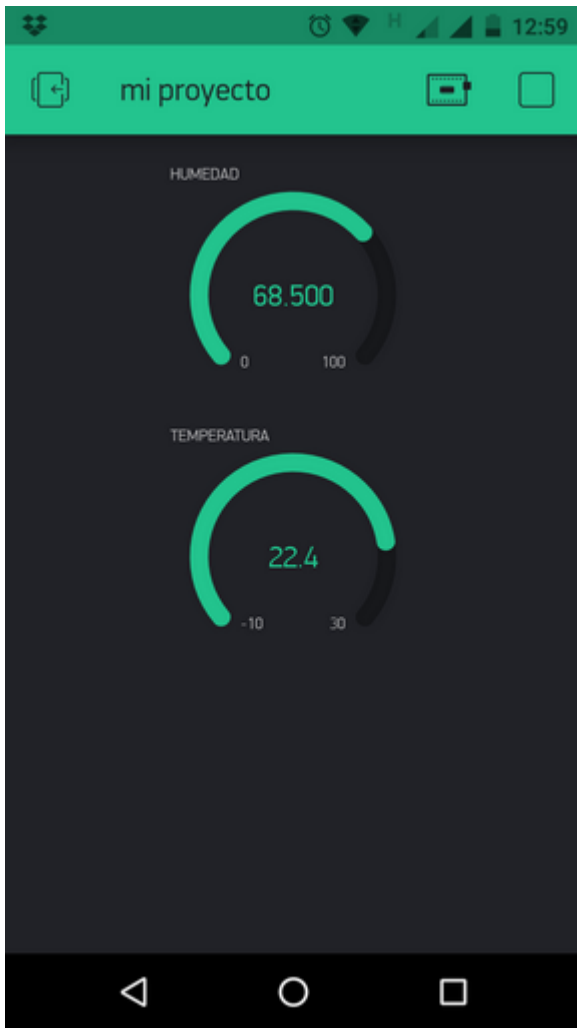 H 12:59
mi proyecto
HUMEDAD
68.500
0 100
TEMPERATURA
22.4
-10 30